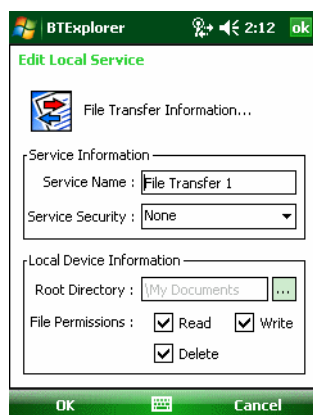 BTExplorer 2:12 ok
Edit Local Service
File Transfer Information...
Service Information
Service Name : File Transfer 1
Service Security : None
Local Device Information
Root Directory : \My Documents ...
File Permissions : Read Write
Delete
OK Cancel